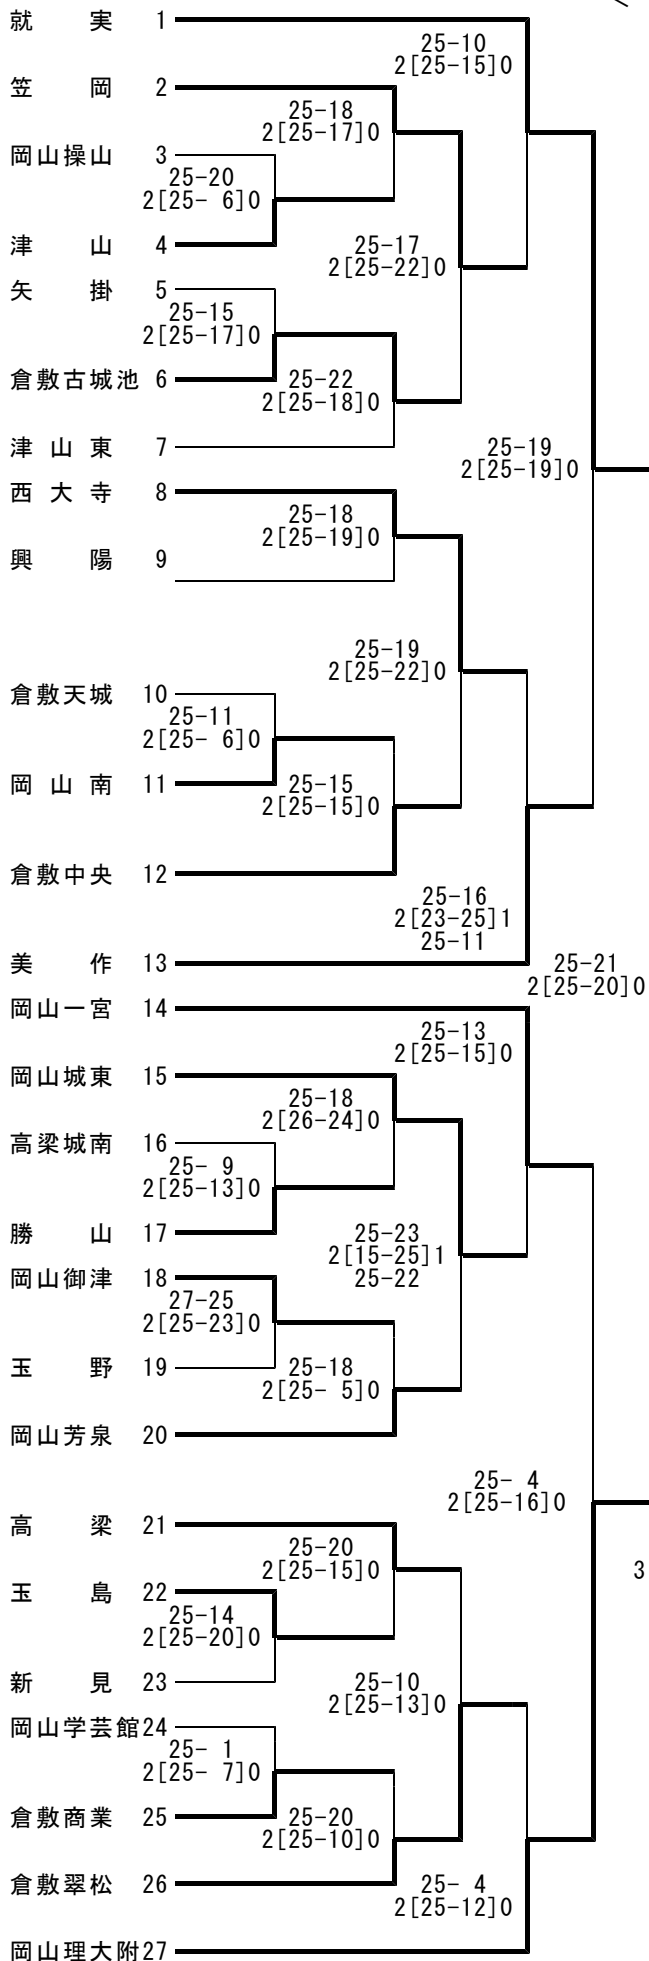 就 実 1
25-10
2[25-15]0
笠 岡 2
25-18
2[25-17]0
岡山操山 3
25-20
2[25- 6]0
津 山 4
25-17
2[25-22]0
矢 掛 5
25-15
2[25-17]0
倉敷古城池 6
25-22
2[25-18]0
津 山 東 7
25-19
2[25-19]0
西 大 寺 8
25-18
2[25-19]0
興 陽 9
25-19
2[25-22]0
倉敷天城 10
25-11
2[25- 6]0
岡 山 南 11
25-15
2[25-15]0
倉敷中央 12
25-16
2[23-25]1
25-11
美 作 13
25-21
2[25-20]0
岡山一宮 14
25-13
2[25-15]0
岡山城東 15
25-18
2[26-24]0
高梁城南 16
25- 9
2[25-13]0
勝 山 17
25-23
2[15-25]1
25-22
岡山御津 18
27-25
2[25-23]0
玉 野 19
25-18
2[25- 5]0
岡山芳泉 20
25- 4
2[25-16]0
高 梁 21
25-20
2[25-15]0
3
玉 島 22
25-14
2[25-20]0
新 見 23
25-10
2[25-13]0
岡山学芸館24
25- 1
2[25- 7]0
倉敷商業 25
25-20
2[25-10]0
倉敷翠松 26
25- 4
2[25-12]0
岡山理大附27